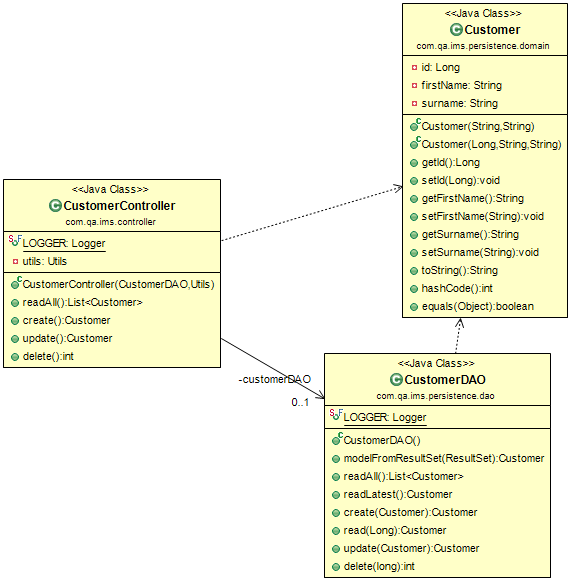 <<Java Class>>
Customer
com.qa.ims.persistence.domain
id: Long
firstName: String
surname: String
Customer(String,String)
Customer(Long,String,String)
getId():Long
setId(Long):void
getFirstName():String
setFirstName(String):void
getSurname():String
setSurname(String):void
toString():String
hashCode():int
equals(Object):boolean
<<Java Class>>
CustomerController
com.qa.ims.controller
LOGGER: Logger
utils: Utils
CustomerController(CustomerDAO,Utils)
readAll():List<Customer>
create():Customer
update():Customer
delete():int
-customerDAO
0..1
<<Java Class>>
CustomerDAO
com.qa.ims.persistence.dao
LOGGER: Logger
CustomerDAO()
modelFromResultSet(ResultSet):Customer
readAll():List<Customer>
readLatest():Customer
create(Customer):Customer
read(Long):Customer
update(Customer):Customer
delete(long):int